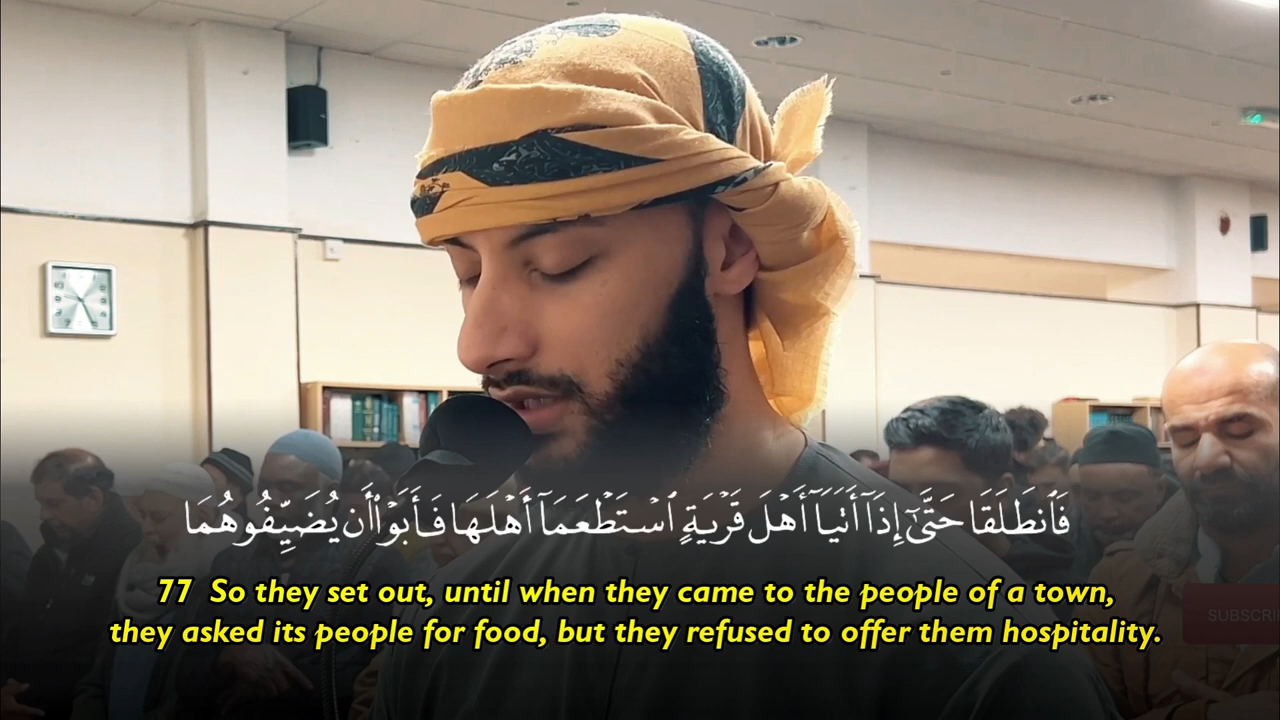 فَٱنطَلَقَا حَتَّىٰٓ إِذَآ أَتَيَآ أَهْلَ قَرْيَةٍ ٱسْتَطْعَمَآ أَهْلَهَا فَأَبَوْا۟ أَن يُضَيِّفُوهُمَا
77 So they set out, until when they came to the people of a town,
they asked its people for food, but they refused to offer them hospitality.